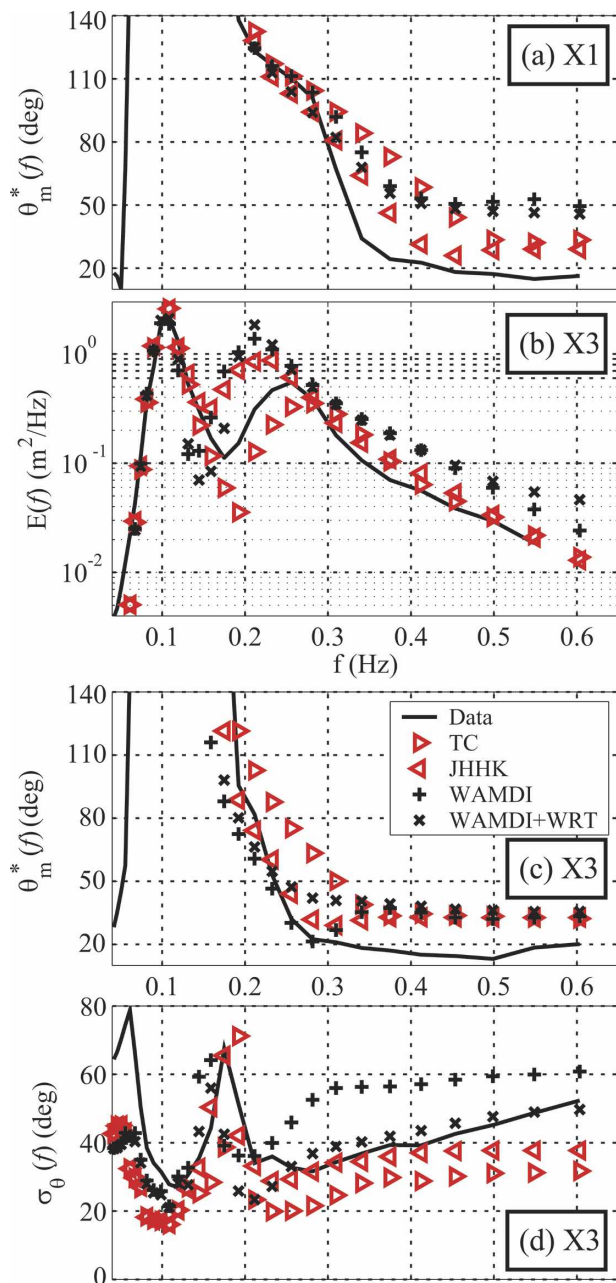 140
110
80
50
20
θ*m (f) (deg)
(a) X1
10^0
10^-1
10^-2
E(f) (m²/Hz)
(b) X3
0.1 0.2 0.3 0.4 0.5 0.6
f (Hz)
140
110
80
50
20
θ*m (f) (deg)
Data
TC
JHHK
WAMDI
WAMDI+WRT
(c) X3
0.1 0.2 0.3 0.4 0.5 0.6
80
60
40
20
0
σθ (f) (deg)
(d) X3